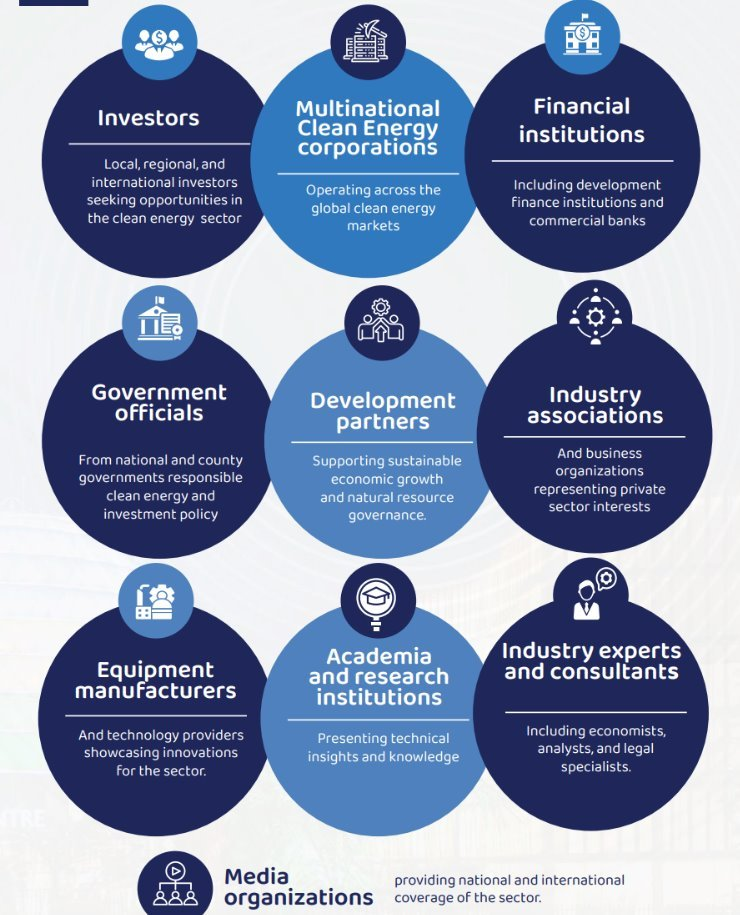 Investors
Local, regional, and
international investors
seeking opportunities in
the clean energy sector
Multinational
Clean Energy
corporations
Operating across the
global clean energy
markets
Financial
institutions
Including development
finance institutions and
commercial banks
Government
officials
From national and county
governments responsible
clean energy and
investment policy
Development
partners
Supporting sustainable
economic growth
and natural resource
governance.
Industry
associations
And business
organizations
representing private
sector interests
Equipment
manufacturers
And technology providers
showcasing innovations
for the sector.
Academia
and research
institutions
Presenting technical
insights and knowledge
Industry experts
and consultants
Including economists,
analysts, and legal
specialists.
Media
organizations
providing national and international
coverage of the sector.